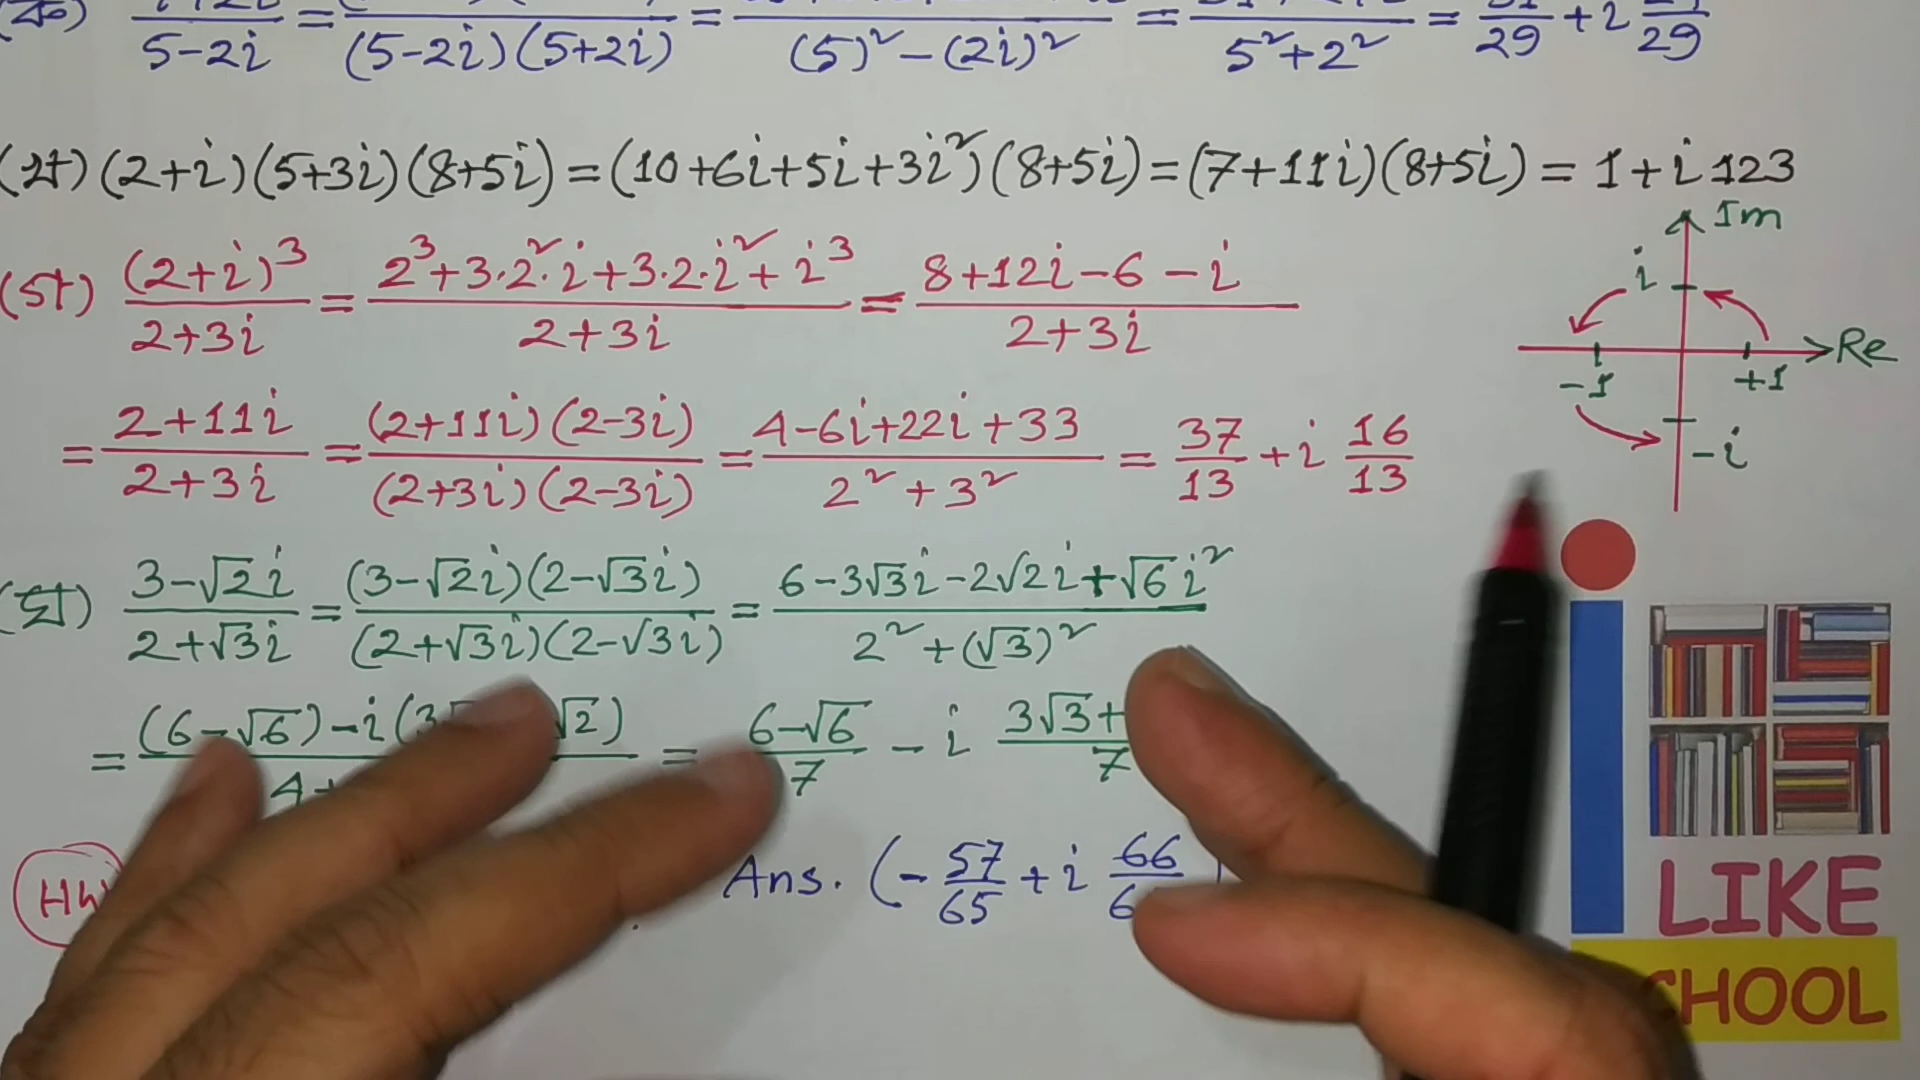 5-2i = (5-2i)(5+2i) = (5)² - (2i)² = 5²+2² = 29 + i 29
(খ) (2+i)(5+3i)(8+5i) = (10+6i+5i+3i²)(8+5i) = (7+11i)(8+5i) = 1+i 123
(গ) (2+i)³/2+3i = 2³+3·2²·i+3·2·i²+i³/2+3i = 8+12i-6-i/2+3i
= 2+11i/2+3i = (2+11i)(2-3i)/(2+3i)(2-3i) = 4-6i+22i+33/2²+3² = 37/13 + i 16/13
Im
i
Re
-1
+1
-i
(ঘ) 3-√2i/2+√3i = (3-√2i)(2-√3i)/(2+√3i)(2-√3i) = 6-3√3i-2√2i+√6i²/2²+(√3)²
= (6-√6)-i(3 √2)/4+ = 6-√6/7 - i 3√3+/7
Ans. (-57/65 + i 66/6
LIKE
CHOOL